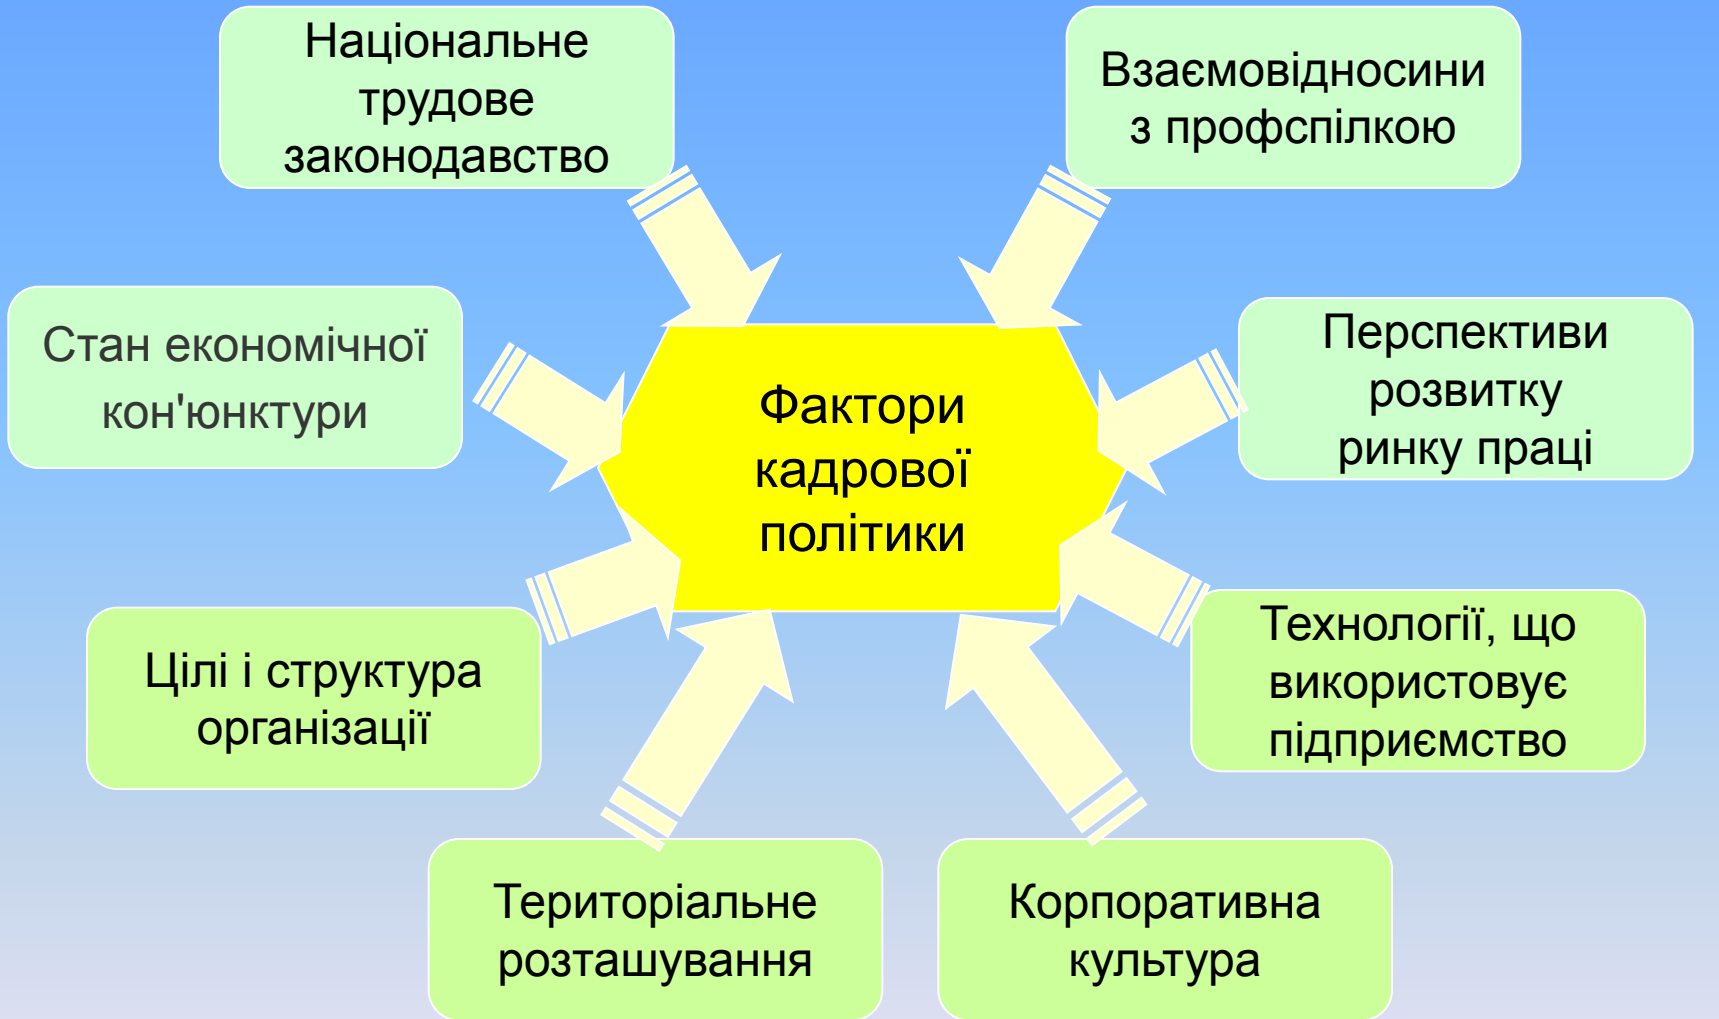 Національне
трудове
законодавство
Взаємовідносини
з профспілкою
Стан економічної
кон'юнктури
Перспективи
розвитку
ринку праці
Фактори
кадрової
політики
Цілі і структура
організації
Технології, що
використовує
підприємство
Територіальне
розташування
Корпоративна
культура